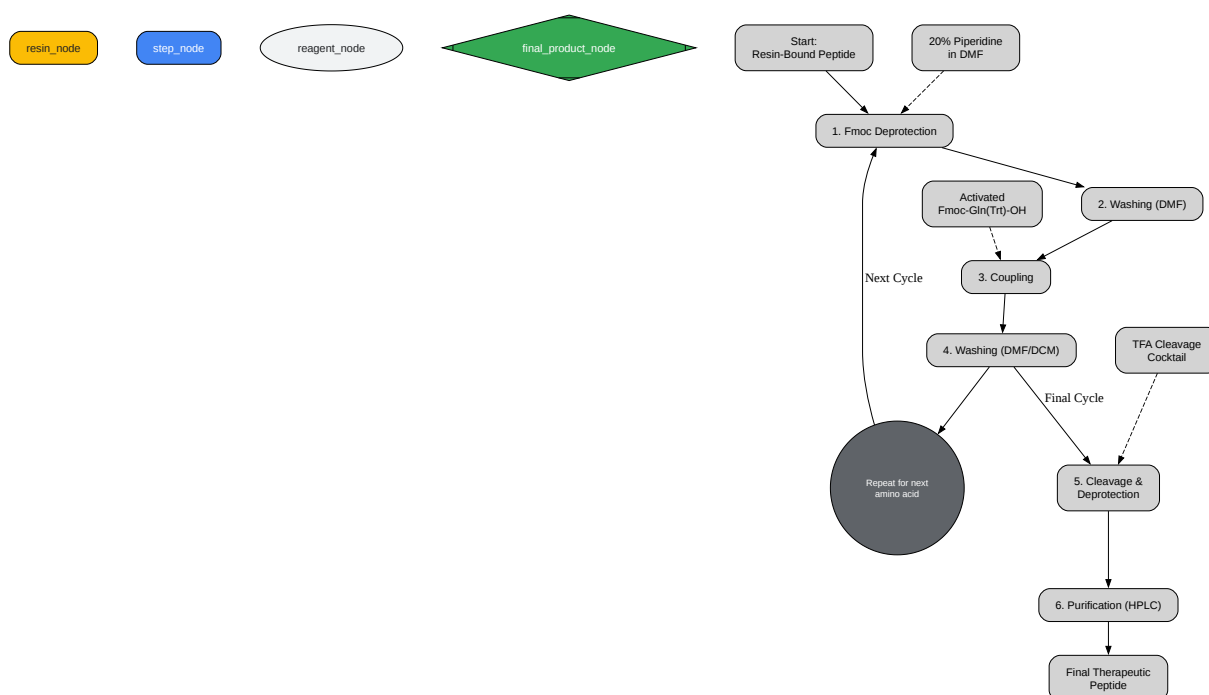 resin_node
step_node
reagent_node
final_product_node
Start:
Resin-Bound Peptide
20% Piperidine
in DMF
1. Fmoc Deprotection
Activated
Fmoc-Gln(Trt)-OH
2. Washing (DMF)
3. Coupling
Next Cycle
4. Washing (DMF/DCM)
TFA Cleavage
Cocktail
Final Cycle
Repeat for next
amino acid
5. Cleavage &
Deprotection
6. Purification (HPLC)
Final Therapeutic
Peptide